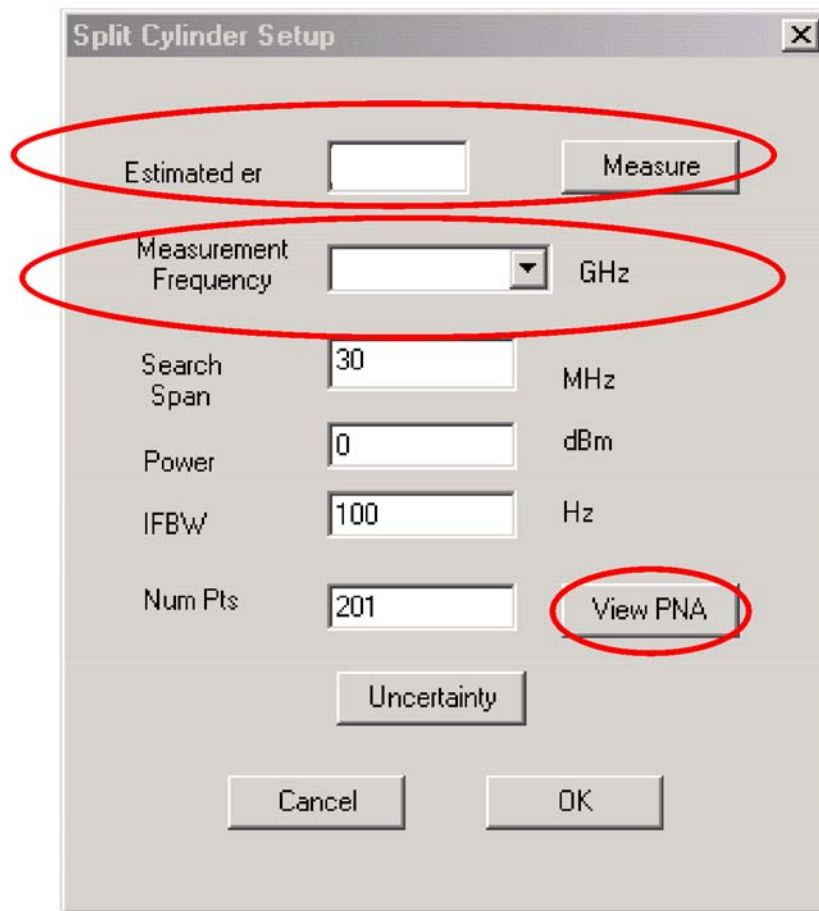 Split Cylinder Setup
Estimated er
Measure
Measurement
Frequency
GHz
Search
Span
30
MHz
Power
0
dBm
IFBW
100
Hz
Num Pts
201
View PNA
Uncertainty
Cancel
OK